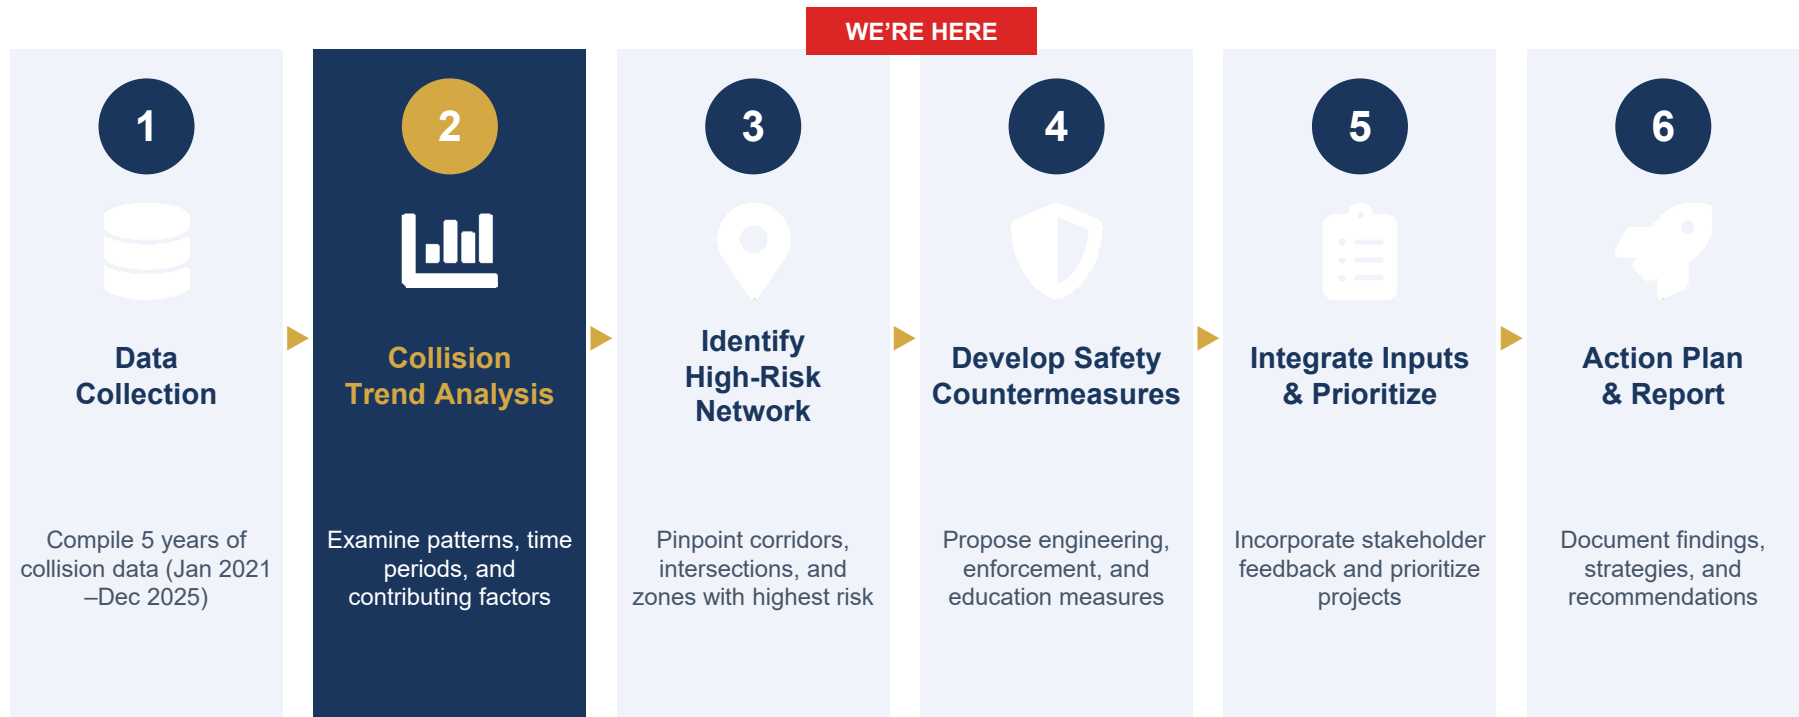 WE’RE HERE
1
Data
Collection
Compile 5 years of
collision data (Jan 2021
–Dec 2025)
2
Collision
Trend Analysis
Examine patterns, time
periods, and
contributing factors
3
Identify
High-Risk
Network
Pinpoint corridors,
intersections, and
zones with highest risk
4
Develop Safety
Countermeasures
Propose engineering,
enforcement, and
education measures
5
Integrate Inputs
& Prioritize
Incorporate stakeholder
feedback and prioritize
projects
6
Action Plan
& Report
Document findings,
strategies, and
recommendations